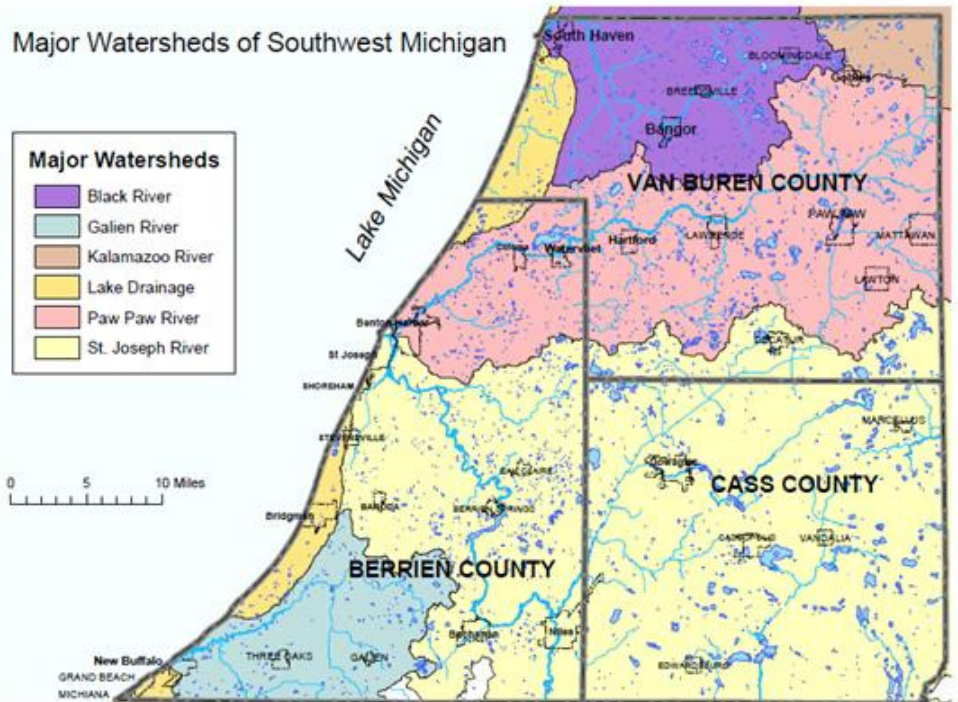 Major Watersheds of Southwest Michigan
Major Watersheds
Black River
Galien River
Kalamazoo River
Lake Drainage
Paw Paw River
St. Joseph River
Lake Michigan
0 5 10 Miles
South Haven
BLOOMINGDALE
Gobles
BREEDSVILLE
Bangor
VAN BUREN COUNTY
PAW PAW
MATTAWAN
LAWRENCE
Hartford
Watervliet
Coloma
LAWTON
Benton Harbor
DECATUR
St Joseph
SHOREHAM
MARCELLUS
STEVENSVILLE
EAU CLAIRE
Dowagiac
CASS COUNTY
BARODA
BERRIEN SPRINGS
Bridgman
CASSOPOLIS
VANDALIA
BERRIEN COUNTY
Buchanan
Niles
New Buffalo
THREE OAKS
GALIEN
EDWARDSBURG
GRAND BEACH
MICHIANA